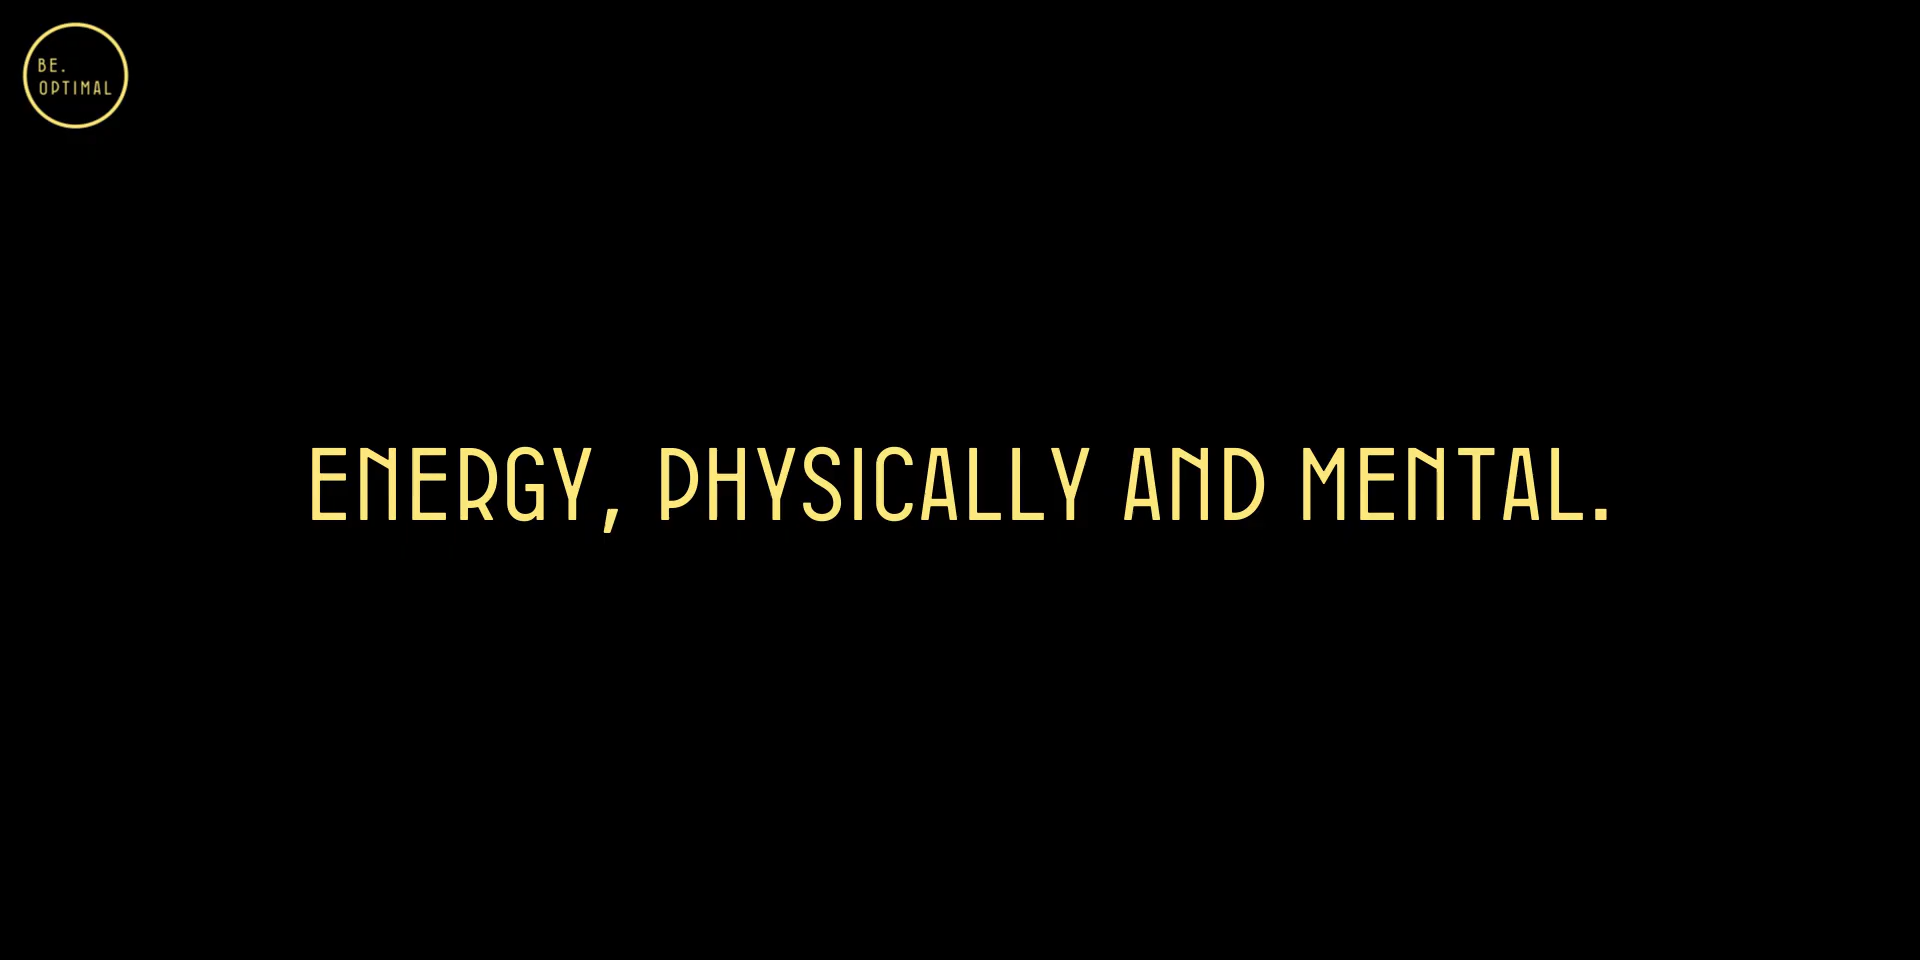 BE.
OPTIMAL
ENERGY, PHYSICALLY AND MENTAL.